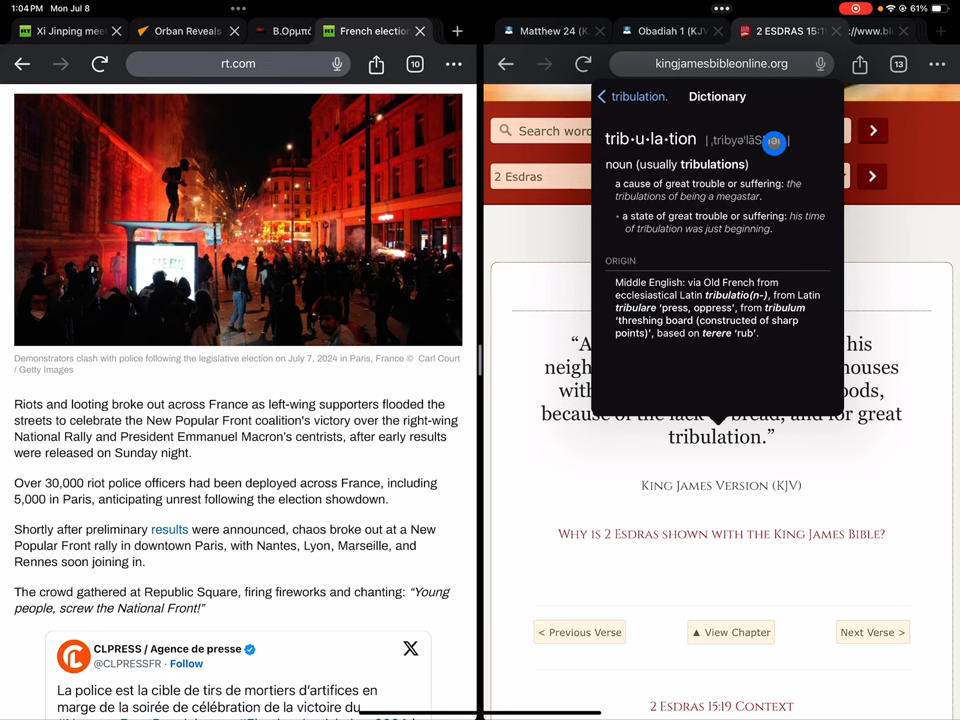 1:04 PM Mon Jul 8
61%
Xi Jinping mee
Orban Reveals
Β.Ορμπά
French election
rt.com
10
Demonstrators clash with police following the legislative election on July 7, 2024 in Paris, France © Carl Court
/ Getty Images
Riots and looting broke out across France as left-wing supporters flooded the
streets to celebrate the New Popular Front coalition's victory over the right-wing
National Rally and President Emmanuel Macron's centrists, after early results
were released on Sunday night.
Over 30,000 riot police officers had been deployed across France, including
5,000 in Paris, anticipating unrest following the election showdown.
Shortly after preliminary results were announced, chaos broke out at a New
Popular Front rally in downtown Paris, with Nantes, Lyon, Marseille, and
Rennes soon joining in.
The crowd gathered at Republic Square, firing fireworks and chanting: “Young
people, screw the National Front!”
CLPRESS / Agence de presse
@CLPRESSFR · Follow
La police est la cible de tirs de mortiers d'artifices en
marge de la soirée de célébration de la victoire du
Matthew 24 (K
Obadiah 1 (KJV
2 ESDRAS 15:1
://www.bl
kingjamesbibleonline.org
13
Search word
2 Esdras
tribulation.
Dictionary
trib·u·la·tion
noun (usually tribulations)
a cause of great trouble or suffering: the
tribulations of being a megastar.
• a state of great trouble or suffering: his time
of tribulation was just beginning.
ORIGIN
Middle English: via Old French from
ecclesiastical Latin tribulatio(n-), from Latin
tribulare ‘press, oppress’, from tribulum
‘threshing board (constructed of sharp
points)’, based on terere ‘rub’.
“A his
neigh houses
with oods,
because of the lack of bread, and for great
tribulation.”
King James Version (KJV)
Why is 2 Esdras shown with the King James Bible?
< Previous Verse
▲ View Chapter
Next Verse >
2 Esdras 15:19 Context